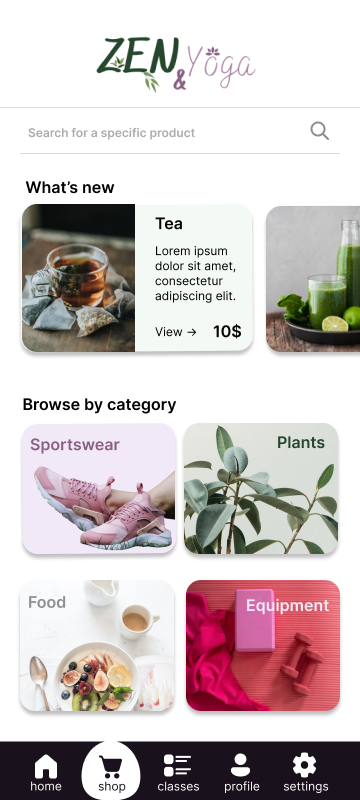 ZEN & Yoga
Search for a specific product
What's new
Tea
Lorem ipsum
dolor sit amet,
consectetur
adipiscing elit.
View → 10$
Browse by category
Sportswear
Plants
Food
Equipment
home shop classes profile settings